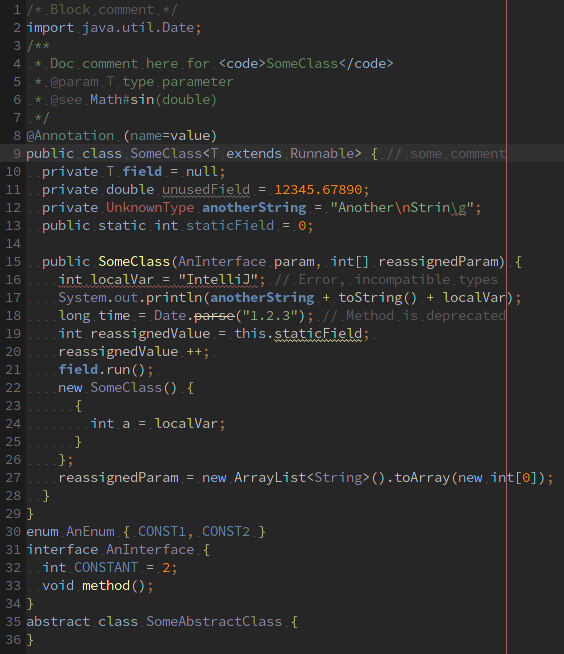 1 /* Block comment */
2 import java.util.Date;
3 /**
4  * Doc comment here for <code>SomeClass</code>
5  * @param T type parameter
6  * @see Math#sin(double)
7  */
8 @Annotation (name=value)
9 public class SomeClass<T extends Runnable> { // some comment
10   private T field = null;
11   private double unusedField = 12345.67890;
12   private UnknownType anotherString = "Another\nStrin\g";
13   public static int staticField = 0;
14
15   public SomeClass(AnInterface param, int[] reassignedParam) {
16     int localVar = "IntelliJ"; // Error, incompatible types
17     System.out.println(anotherString + toString() + localVar);
18     long time = Date.parse("1.2.3"); // Method is deprecated
19     int reassignedValue = this.staticField;
20     reassignedValue ++;
21     field.run();
22     new SomeClass() {
23       {
24         int a = localVar;
25       }
26     };
27     reassignedParam = new ArrayList<String>().toArray(new int[0]);
28   }
29 }
30 enum AnEnum { CONST1, CONST2 }
31 interface AnInterface {
32   int CONSTANT = 2;
33   void method();
34 }
35 abstract class SomeAbstractClass {
36 }